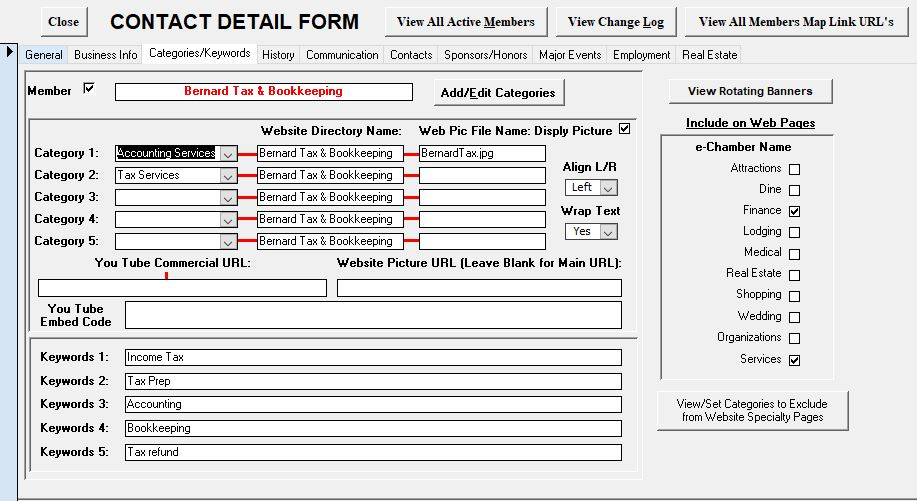 Close
CONTACT DETAIL FORM
View All Active Members
View Change Log
View All Members Map Link URL's
General
Business Info
Categories/Keywords
History
Communication
Contacts
Sponsors/Honors
Major Events
Employment
Real Estate
Member
Bernard Tax & Bookkeeping
Add/Edit Categories
Website Directory Name:
Web Pic File Name:
Disply Picture
Category 1: Accounting Services Bernard Tax & Bookkeeping BernardTax.jpg
Category 2: Tax Services Bernard Tax & Bookkeeping
Category 3: Bernard Tax & Bookkeeping
Category 4: Bernard Tax & Bookkeeping
Category 5: Bernard Tax & Bookkeeping
Align L/R
Left
Wrap Text
Yes
You Tube Commercial URL:
Website Picture URL (Leave Blank for Main URL):
You Tube
Embed Code
Keywords 1: Income Tax
Keywords 2: Tax Prep
Keywords 3: Accounting
Keywords 4: Bookkeeping
Keywords 5: Tax refund
View Rotating Banners
Include on Web Pages
e-Chamber Name
Attractions
Dine
Finance
Lodging
Medical
Real Estate
Shopping
Wedding
Organizations
Services
View/Set Categories to Exclude
from Website Specialty Pages